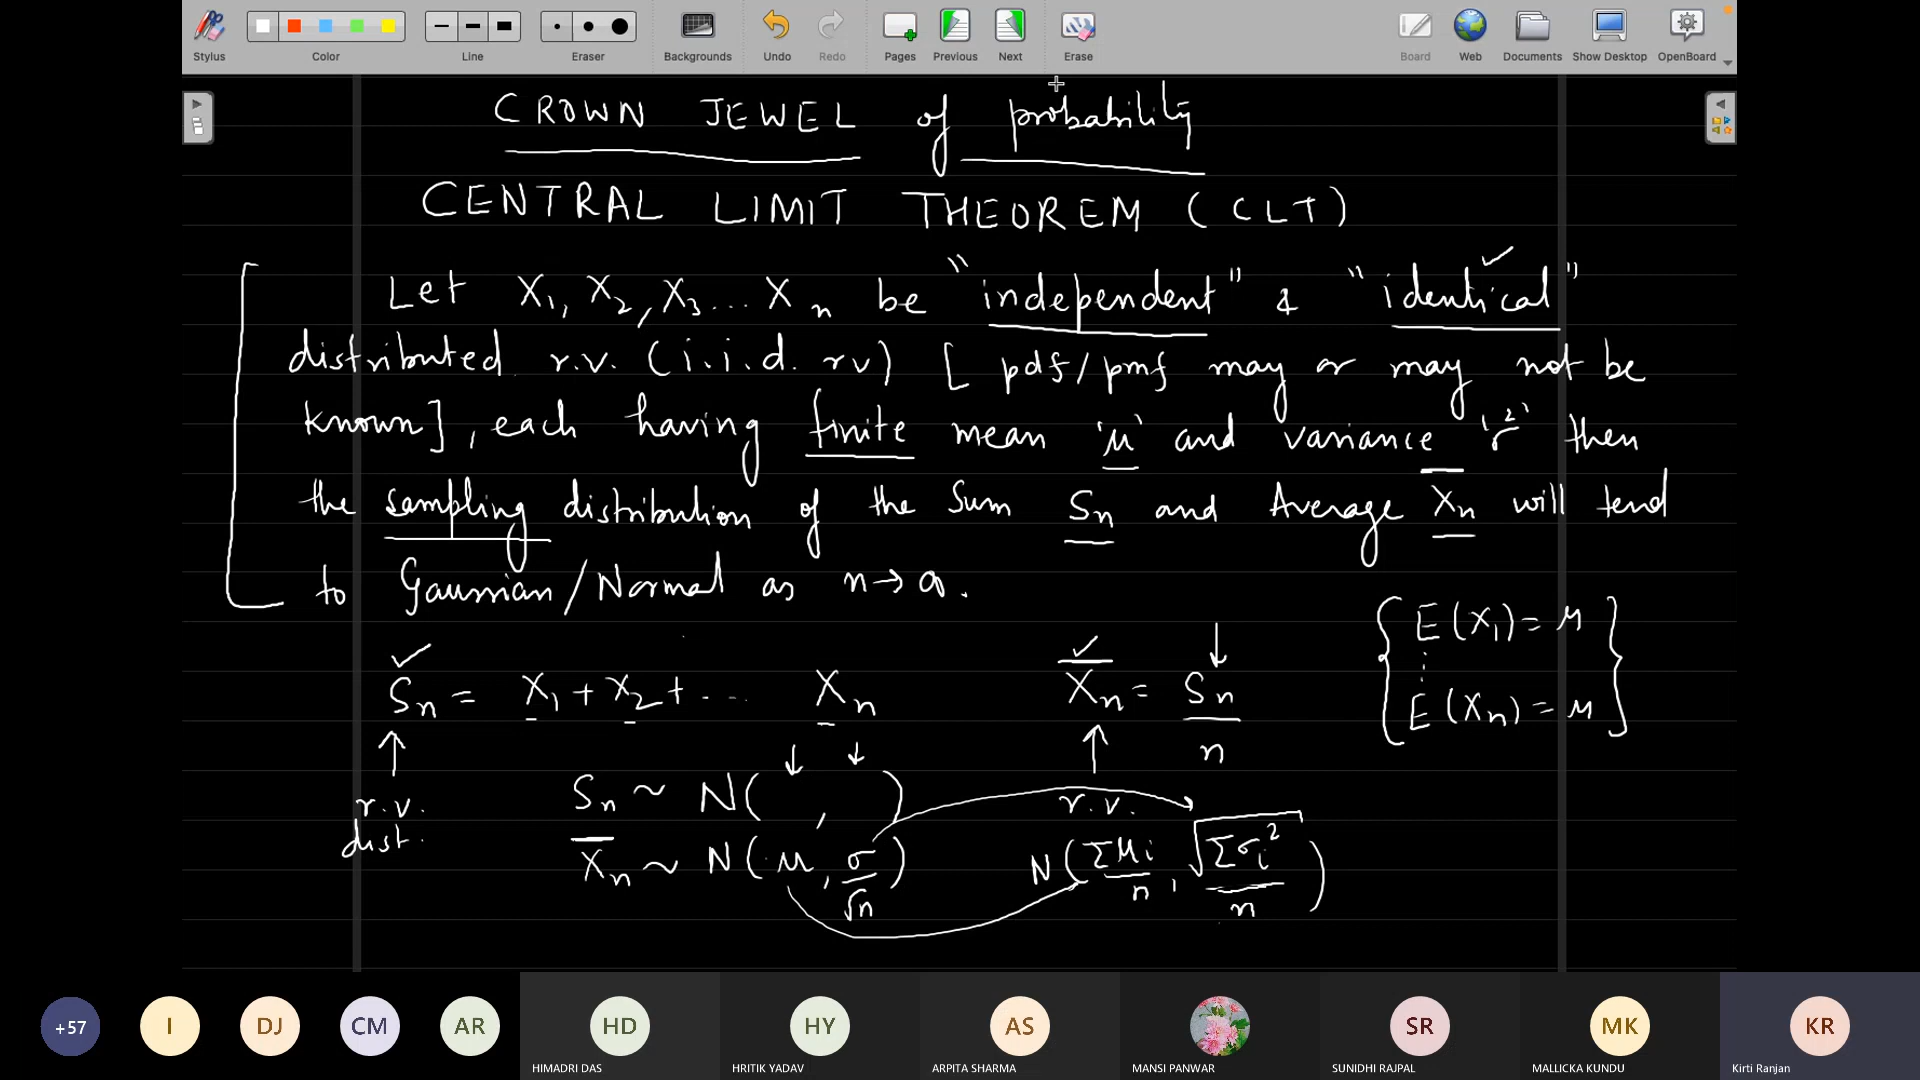 Stylus Color Line Eraser Backgrounds Undo Redo Pages Previous Next Erase Board Web Documents Show Desktop OpenBoard
CROWN JEWEL of probability
CENTRAL LIMIT THEOREM (CLT)
Let X₁, X₂, X₃... Xₙ be "independent" & "identical"
distributed r.v. (i.i.d. rv) [ pdf/pmf may or may not be
known], each having finite mean 'μ' and variance 'σ²' then
the sampling distribution of the Sum Sₙ and Average X̅ₙ will tend
to Gaussian/Normal as n→∞.
{ E(X₁) = μ
⋮
E(Xₙ) = μ }
✓
Sₙ = X₁ + X₂ + ... Xₙ
✓
X̅ₙ = Sₙ / n
r.v.
dist.
Sₙ ~ N( , )
r.v.
X̅ₙ ~ N(μ, σ/√n)
N(Σμᵢ/n, √Σσᵢ²/n)
+57 I DJ CM AR HD HY AS SR MK KR
HIMADRI DAS HRITIK YADAV ARPITA SHARMA MANSI PANWAR SUNIDHI RAJPAL MALLICKA KUNDU Kirti Ranjan